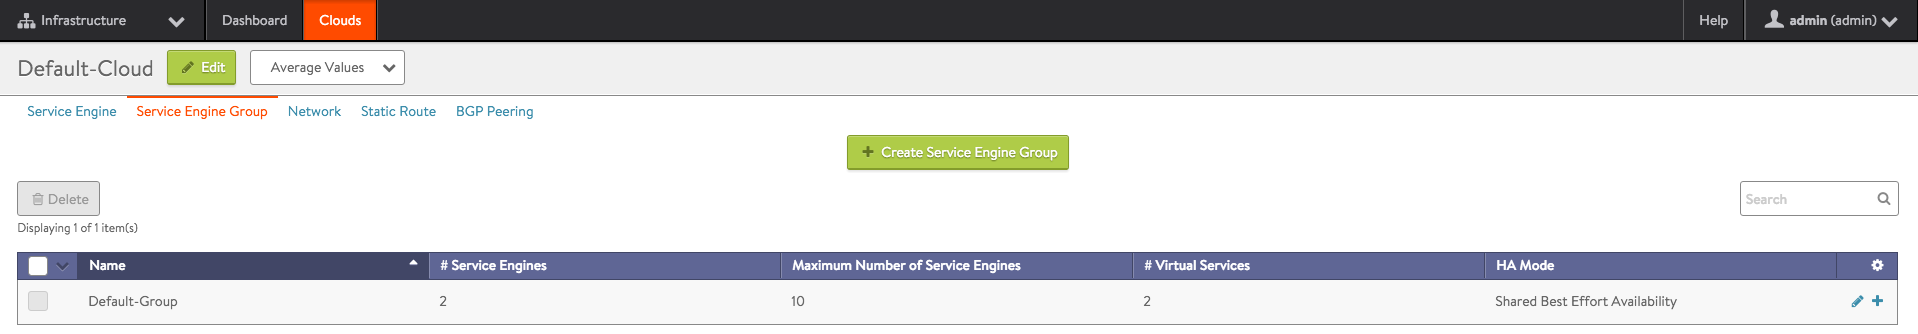 Infrastructure Dashboard Clouds Help admin (admin)
Default-Cloud Edit Average Values
Service Engine Service Engine Group Network Static Route BGP Peering
+ Create Service Engine Group
Delete Search
Displaying 1 of 1 item(s)
Name # Service Engines Maximum Number of Service Engines # Virtual Services HA Mode
Default-Group 2 10 2 Shared Best Effort Availability